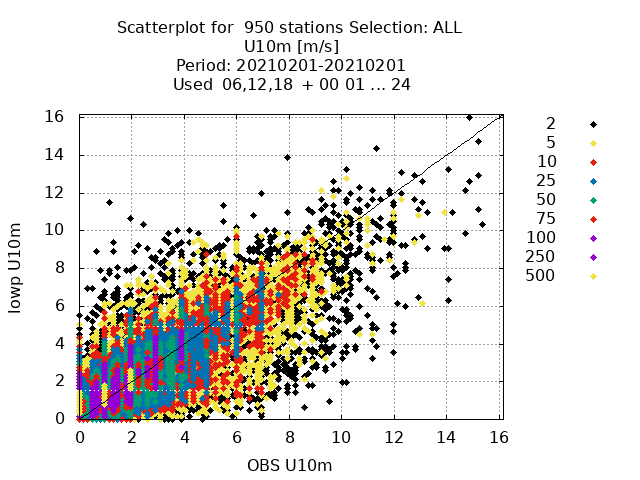 Scatterplot for  950 stations Selection: ALL
U10m [m/s]
Period: 20210201-20210201
Used  06,12,18  + 00 01 ... 24
16
14
12
10
8
6
4
2
0
Iowp U10m
0 2 4 6 8 10 12 14 16
OBS U10m
2
5
10
25
50
75
100
250
500